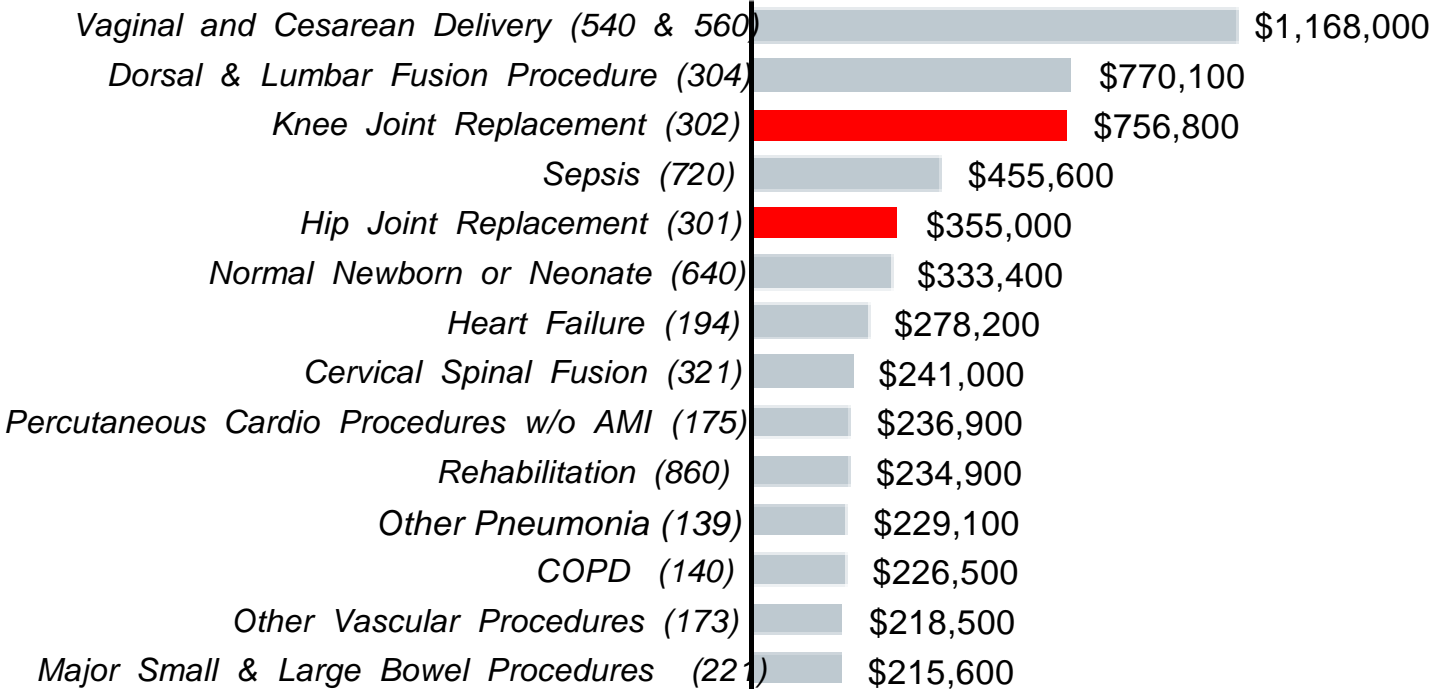 Vaginal and Cesarean Delivery (540 & 560) $1,168,000
Dorsal & Lumbar Fusion Procedure (304) $770,100
Knee Joint Replacement (302) $756,800
Sepsis (720) $455,600
Hip Joint Replacement (301) $355,000
Normal Newborn or Neonate (640) $333,400
Heart Failure (194) $278,200
Cervical Spinal Fusion (321) $241,000
Percutaneous Cardio Procedures w/o AMI (175) $236,900
Rehabilitation (860) $234,900
Other Pneumonia (139) $229,100
COPD (140) $226,500
Other Vascular Procedures (173) $218,500
Major Small & Large Bowel Procedures (221) $215,600